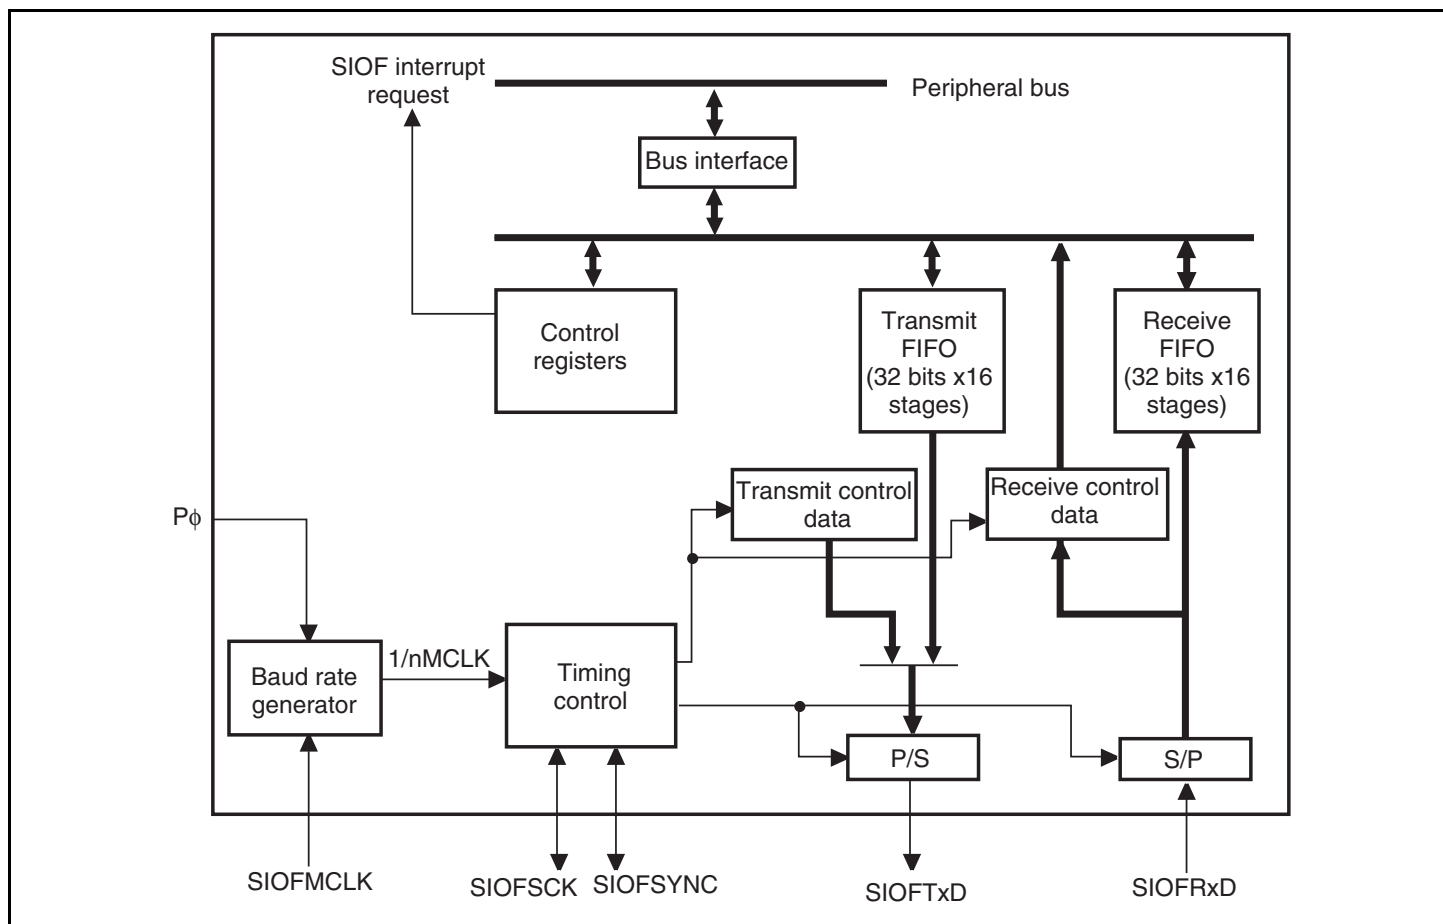 SIOF interrupt
request
Peripheral bus
Bus interface
Control
registers
Transmit
FIFO
(32 bits x16
stages)
Receive
FIFO
(32 bits x16
stages)
Transmit control
data
Receive control
data
Pϕ
Baud rate
generator
1/nMCLK
Timing
control
P/S
S/P
SIOFMCLK
SIOFSCK
SIOFSYNC
SIOFTxD
SIOFRxD